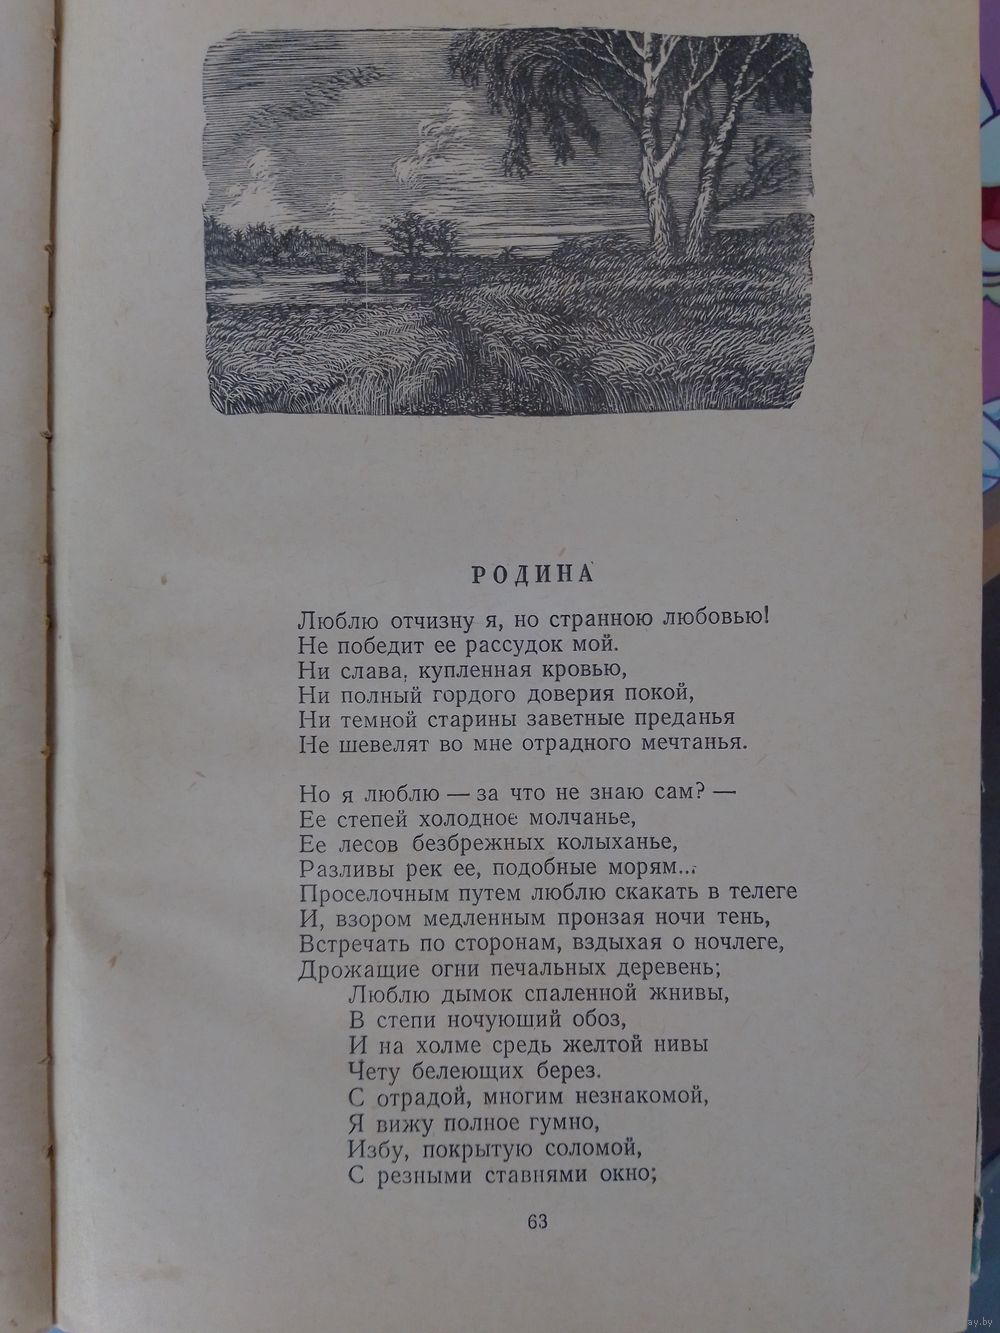 РОДИНА
Люблю отчизну я, но странною любовью!
Не победит ее рассудок мой.
Ни слава, купленная кровью,
Ни полный гордого доверия покой,
Ни темной старины заветные преданья
Не шевелят во мне отрадного мечтанья.
Но я люблю — за что не знаю сам? —
Ее степей холодное молчанье,
Ее лесов безбрежных колыханье,
Разливы рек ее, подобные морям...
Проселочным путем люблю скакать в телеге
И, взором медленным пронзая ночи тень,
Встречать по сторонам, вздыхая о ночлеге,
Дрожащие огни печальных деревень;
Люблю дымок спаленной жнивы,
В степи ночующий обоз,
И на холме средь желтой нивы
Чету белеющих берез.
С отрадой, многим незнакомой,
Я вижу полное гумно,
Избу, покрытую соломой,
С резными ставнями окно;
63
ay.by